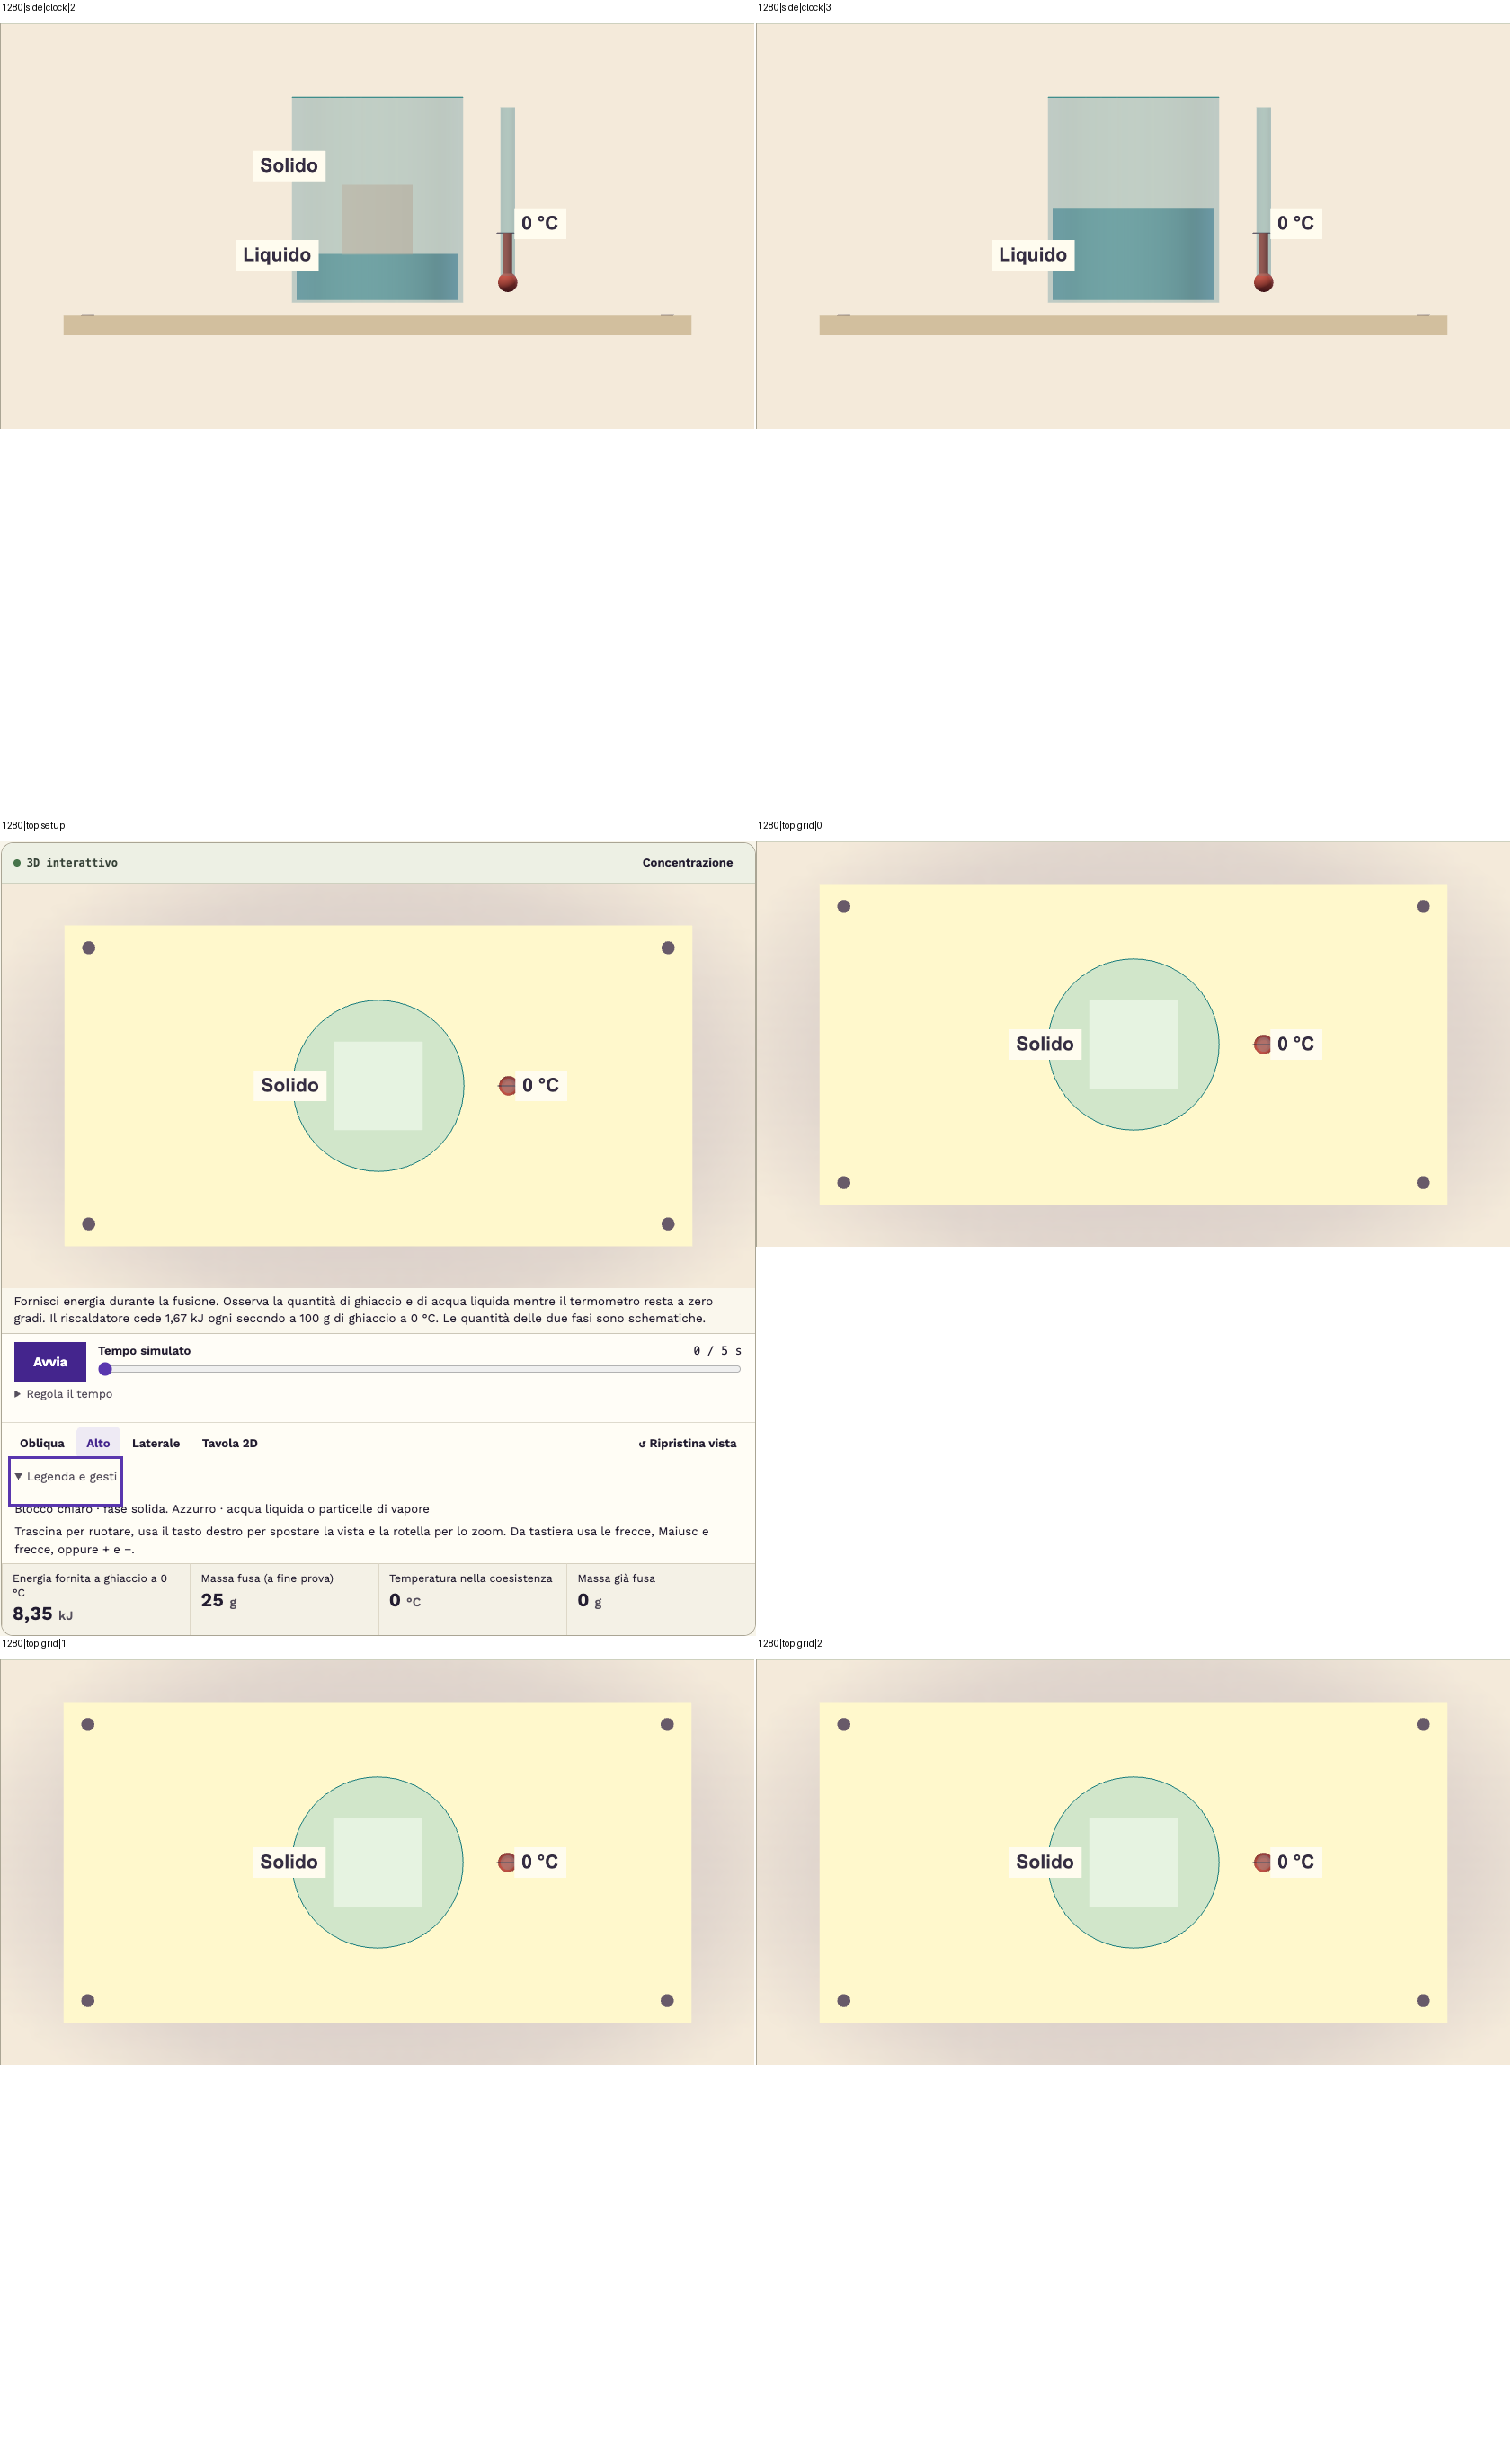 1280|side|clock|2
1280|side|clock|3
Solido
Liquido
0 °C
Liquido
0 °C
1280|top|setup
1280|top|grid|0
3D interattivo
Concentrazione
Solido
0 °C
Solido
0 °C
Fornisci energia durante la fusione. Osserva la quantità di ghiaccio e di acqua liquida mentre il termometro resta a zero
gradi. Il riscaldatore cede 1,67 kJ ogni secondo a 100 g di ghiaccio a 0 °C. Le quantità delle due fasi sono schematiche.
Avvia
Tempo simulato
0 / 5 s
Regola il tempo
Obliqua
Alto
Laterale
Tavola 2D
↺ Ripristina vista
Legenda e gesti
Blocco chiaro · fase solida. Azzurro · acqua liquida o particelle di vapore
Trascina per ruotare, usa il tasto destro per spostare la vista e la rotella per lo zoom. Da tastiera usa le frecce, Maiusc e
frecce, oppure + e −.
Energia fornita a ghiaccio a 0
°C
8,35 kJ
Massa fusa (a fine prova)
25 g
Temperatura nella coesistenza
0 °C
Massa già fusa
0 g
1280|top|grid|1
1280|top|grid|2
Solido
0 °C
Solido
0 °C